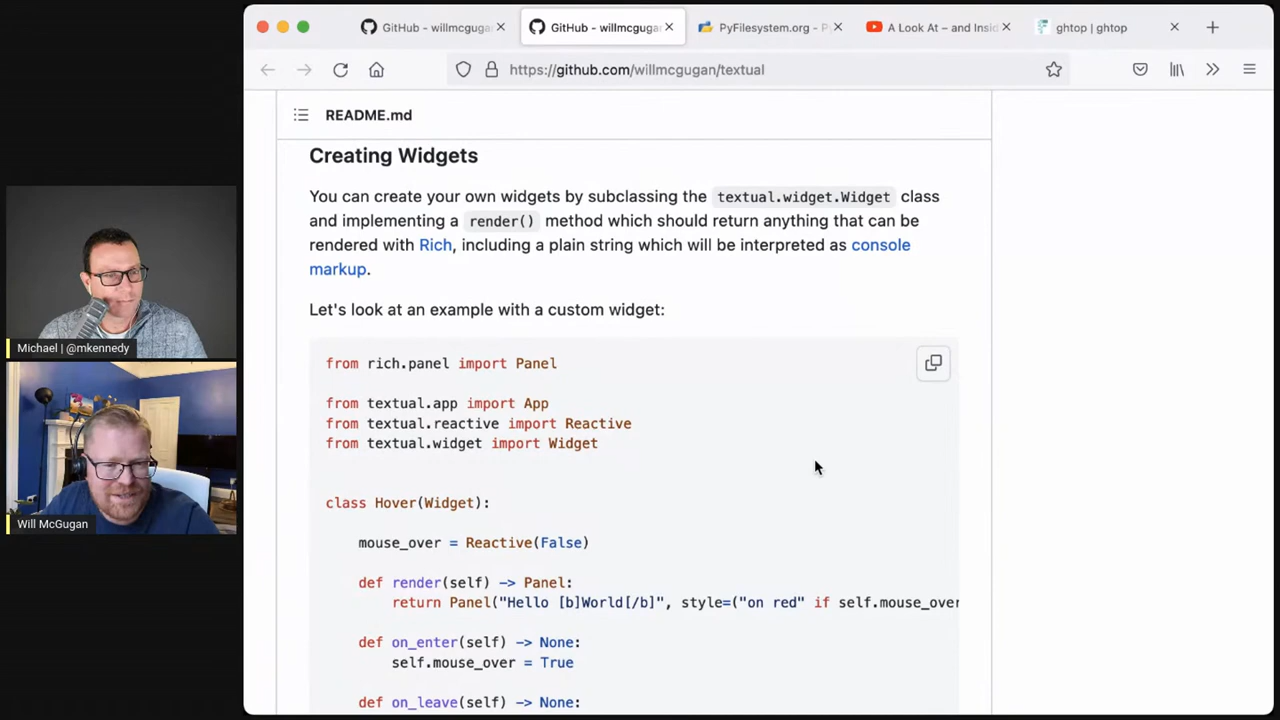 GitHub - willmcgugan
GitHub - willmcgugan
PyFilesystem.org - P
A Look At – and Insid
ghtop | ghtop
https://github.com/willmcgugan/textual
README.md
Creating Widgets
You can create your own widgets by subclassing the textual.widget.Widget class
and implementing a render() method which should return anything that can be
rendered with Rich, including a plain string which will be interpreted as console
markup.
Let's look at an example with a custom widget:
from rich.panel import Panel
from textual.app import App
from textual.reactive import Reactive
from textual.widget import Widget
class Hover(Widget):
mouse_over = Reactive(False)
def render(self) -> Panel:
return Panel("Hello [b]World[/b]", style=("on red" if self.mouse_over
def on_enter(self) -> None:
self.mouse_over = True
def on_leave(self) -> None:
Michael | @mkennedy
Will McGugan